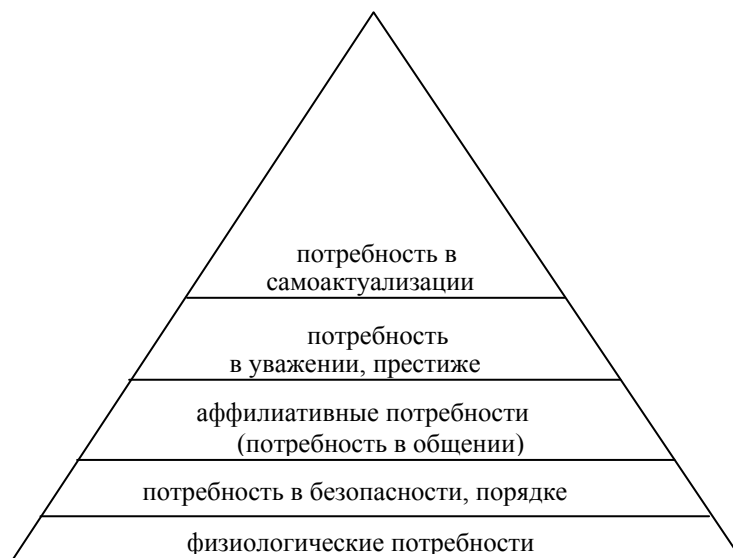 потребность в
самоактуализации
потребность
в уважении, престиже
аффилиативные потребности
(потребность в общении)
потребность в безопасности, порядке
физиологические потребности